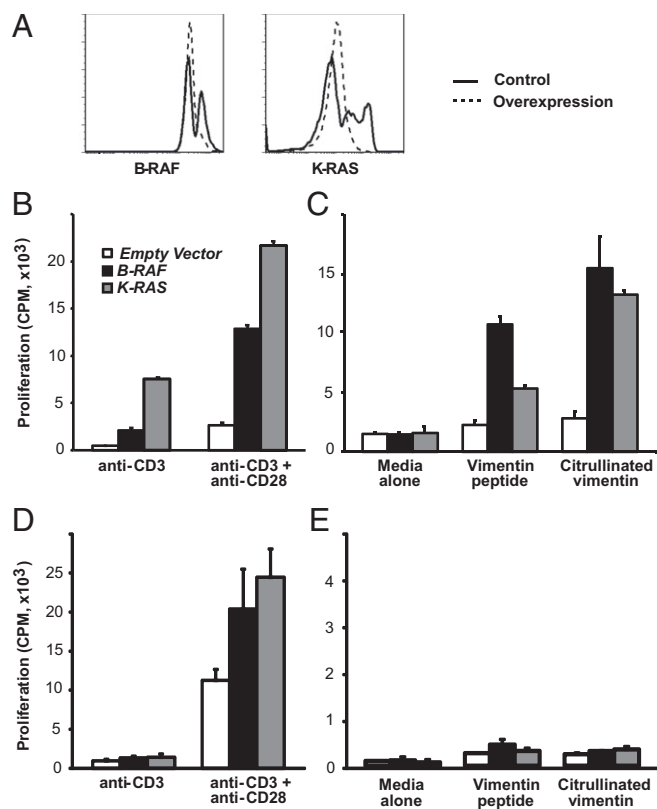 A
B-RAF
K-RAS
Control
Overexpression
B
Proliferation (CPM, x10³)
20
15
10
5
0
Empty Vector
B-RAF
K-RAS
anti-CD3
anti-CD3 +
anti-CD28
C
15
10
5
0
Media
alone
Vimentin
peptide
Citrullinated
vimentin
D
Proliferation (CPM, x10³)
30
25
20
15
10
5
0
anti-CD3
anti-CD3 +
anti-CD28
E
5
4
3
2
1
0
Media
alone
Vimentin
peptide
Citrullinated
vimentin